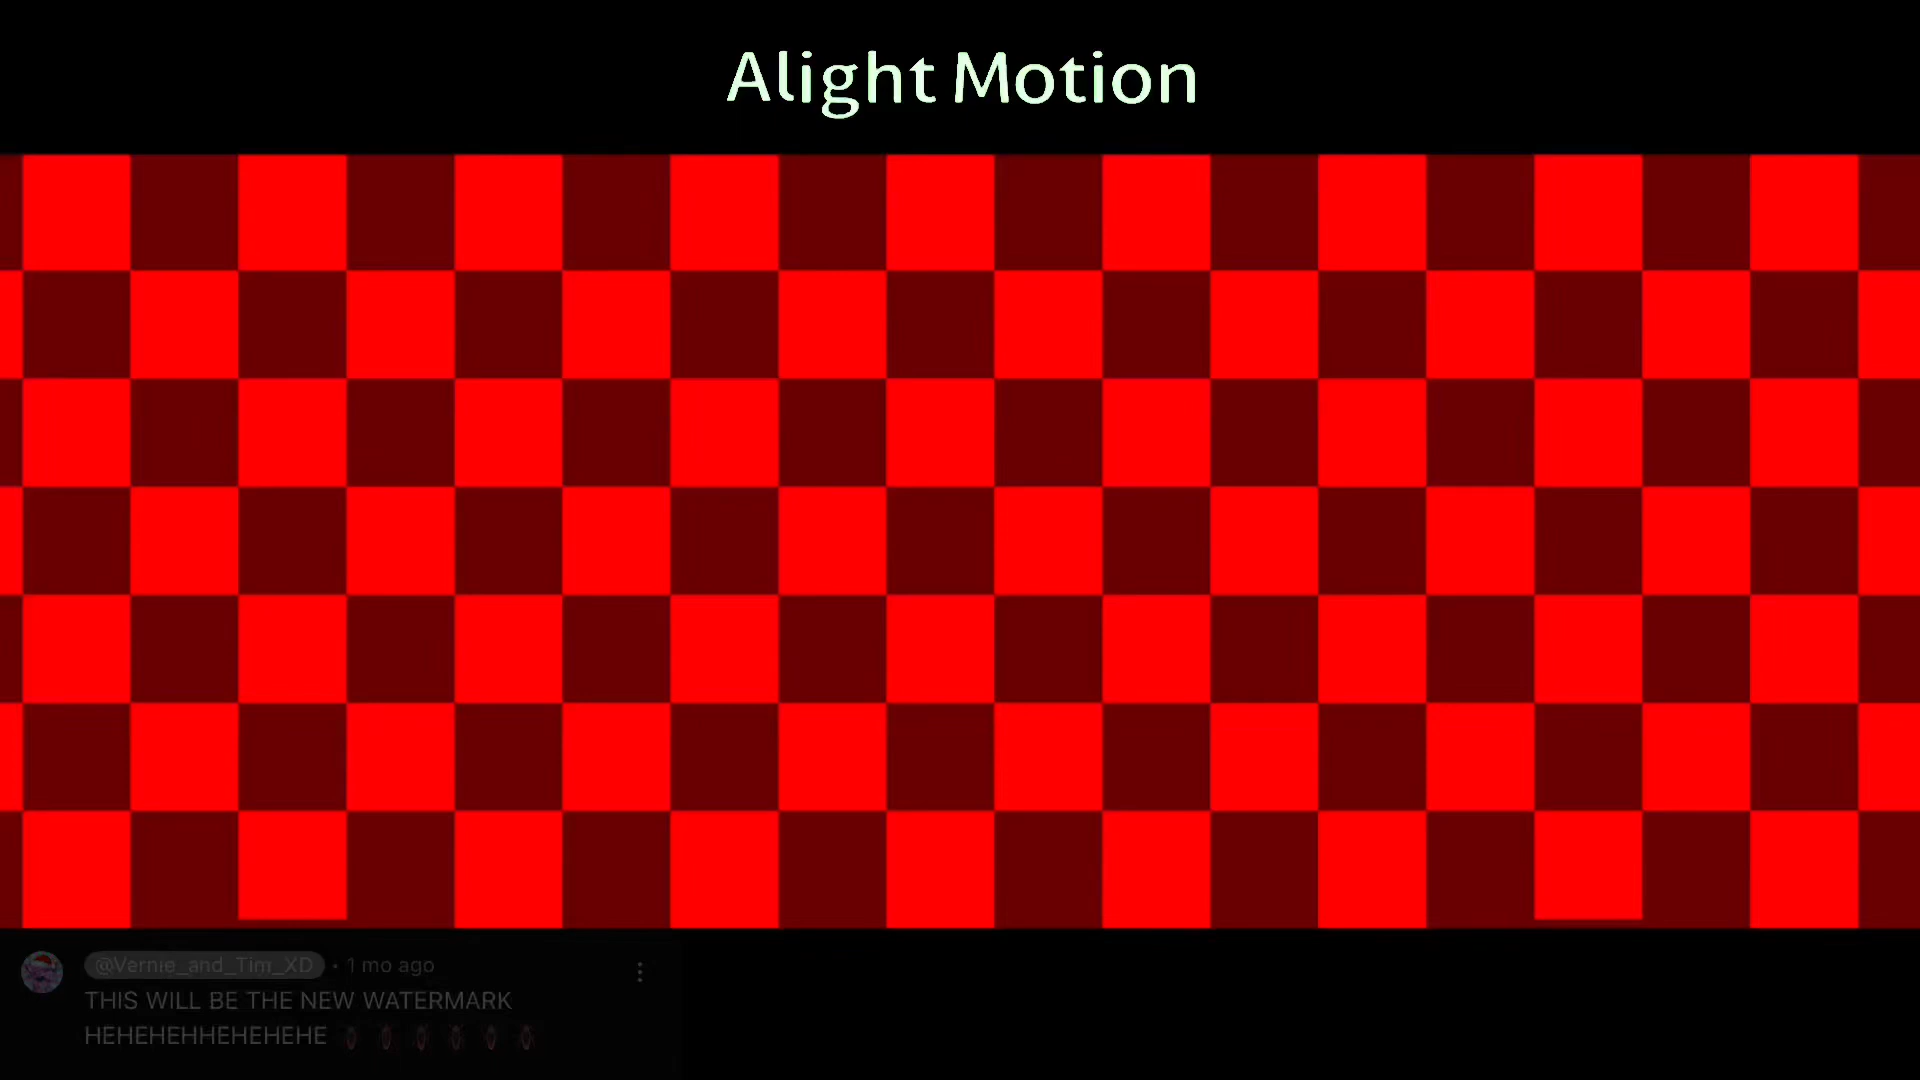 Alight Motion
@Vernie_and_Tim_XD · 1 mo ago
THIS WILL BE THE NEW WATERMARK
HEHEHEHHEHEHEHE 🪳🪳🪳🪳🪳🪳